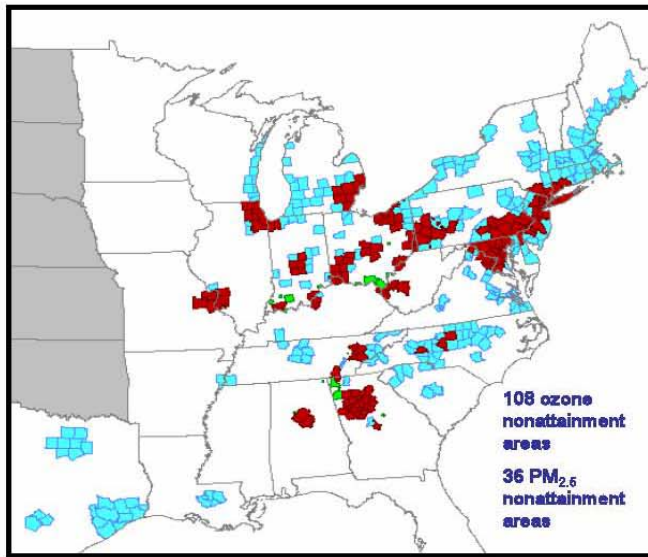 108 ozone
nonattainment
areas
36 PM₂.₅
nonattainment
areas